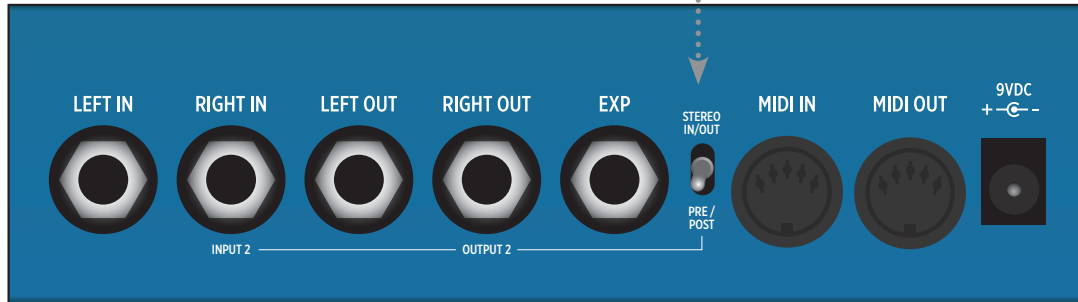 LEFT IN
RIGHT IN
LEFT OUT
RIGHT OUT
EXP
STEREO
IN/OUT
PRE /
POST
MIDI IN
MIDI OUT
9VDC
+ -
INPUT 2
OUTPUT 2